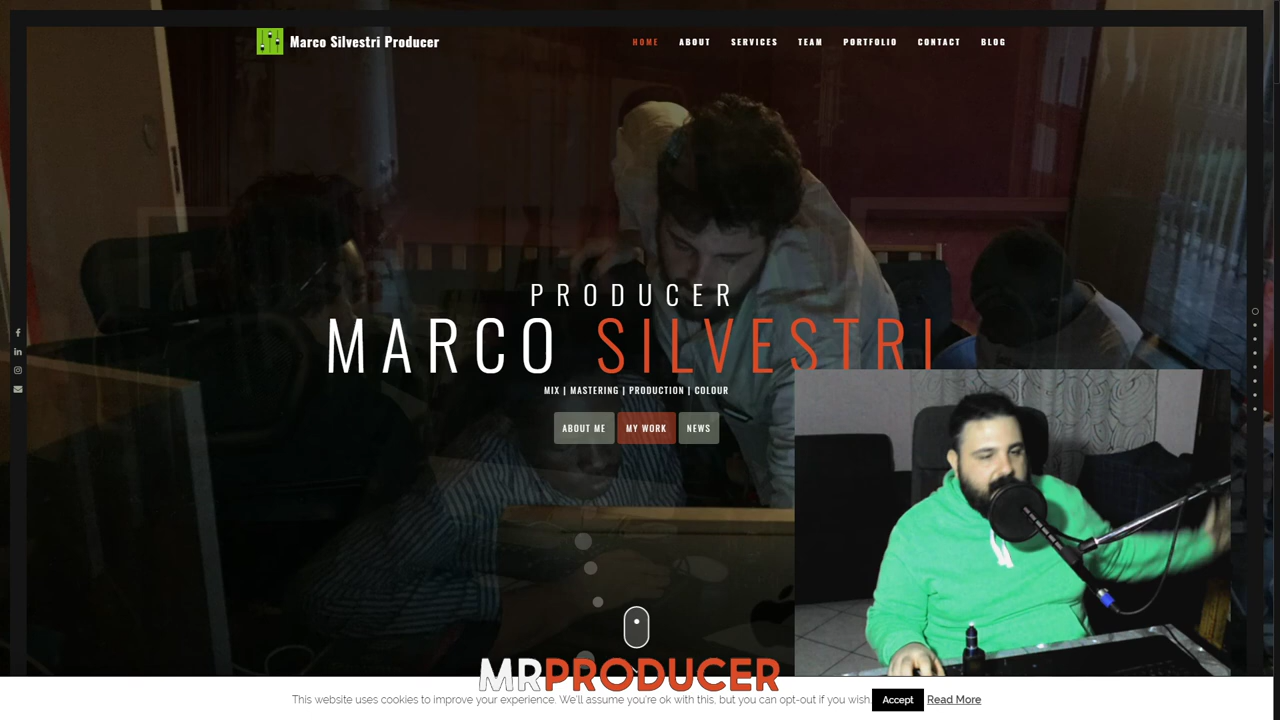 Marco Silvestri Producer
HOME ABOUT SERVICES TEAM PORTFOLIO CONTACT BLOG
PRODUCER
MARCO SILVESTRI
MIX | MASTERING | PRODUCTION | COLOUR
ABOUT ME MY WORK NEWS
MRPRODUCER
This website uses cookies to improve your experience. We'll assume you're ok with this, but you can opt-out if you wish. Accept Read More